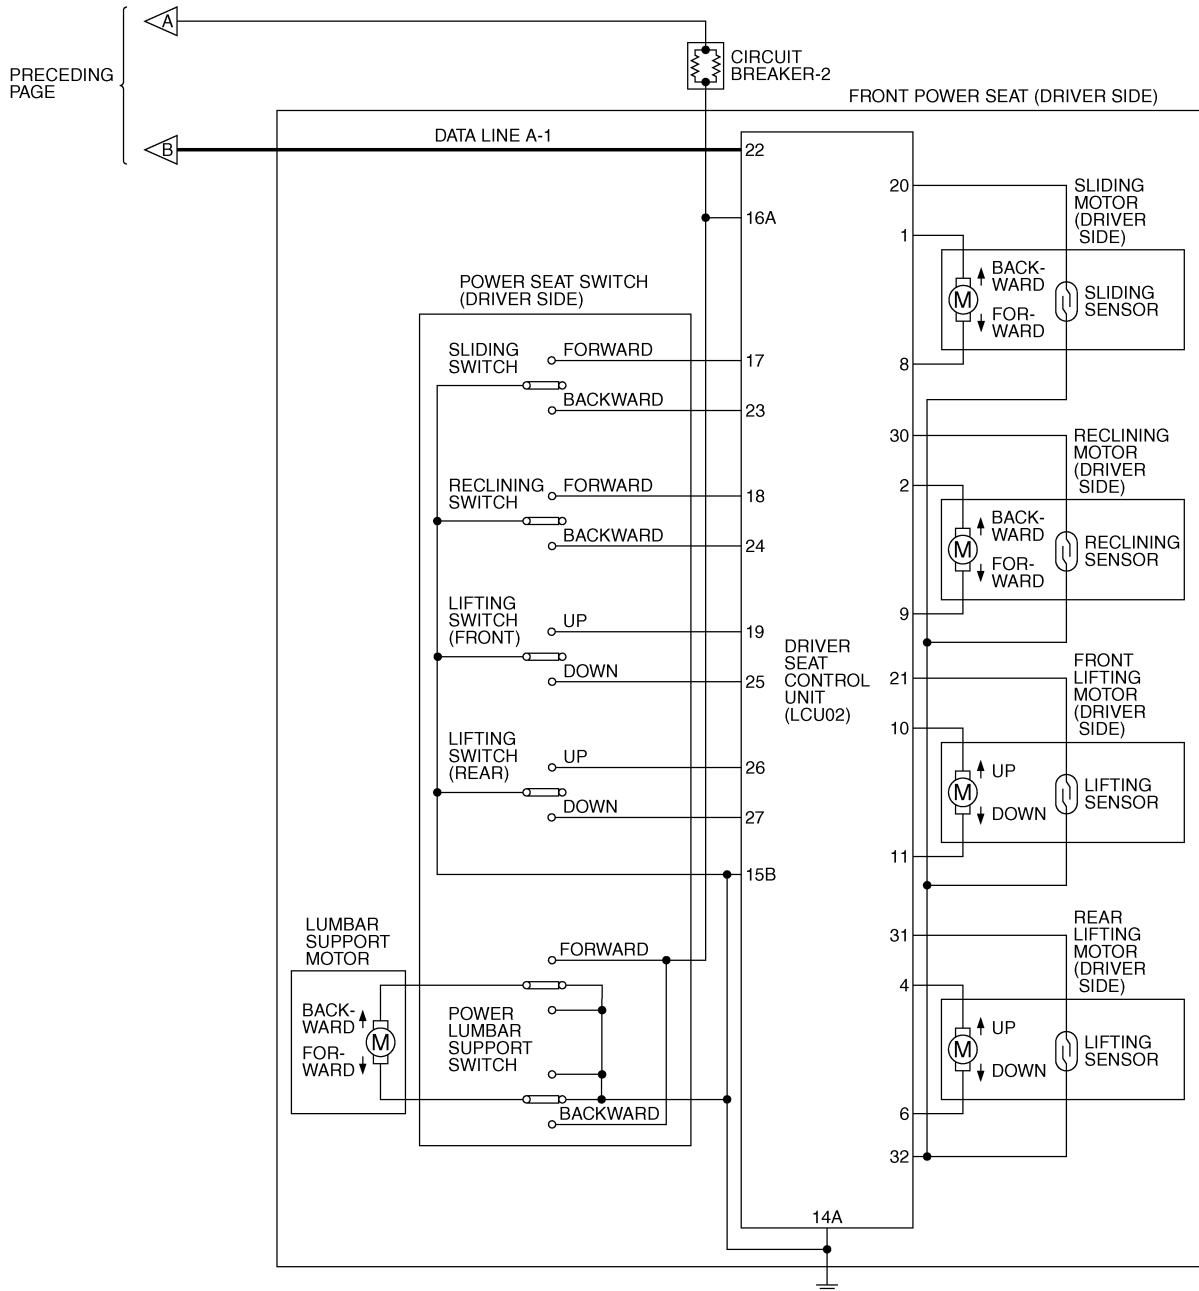 A
PRECEDING
PAGE
B
CIRCUIT
BREAKER-2
FRONT POWER SEAT (DRIVER SIDE)
DATA LINE A-1
22
16A
POWER SEAT SWITCH
(DRIVER SIDE)
SLIDING
SWITCH
FORWARD
17
BACKWARD
23
RECLINING
SWITCH
FORWARD
18
BACKWARD
24
LIFTING
SWITCH
(FRONT)
UP
19
DOWN
25
LIFTING
SWITCH
(REAR)
UP
26
DOWN
27
15B
LUMBAR
SUPPORT
MOTOR
BACK-
WARD
FOR-
WARD
M
FORWARD
POWER
LUMBAR
SUPPORT
SWITCH
BACKWARD
DRIVER
SEAT
CONTROL
UNIT
(LCU02)
14A
20
SLIDING
MOTOR
(DRIVER
SIDE)
1
M
BACK-
WARD
FOR-
WARD
SLIDING
SENSOR
8
30
RECLINING
MOTOR
(DRIVER
SIDE)
2
M
BACK-
WARD
FOR-
WARD
RECLINING
SENSOR
9
21
FRONT
LIFTING
MOTOR
(DRIVER
SIDE)
10
M
UP
DOWN
LIFTING
SENSOR
11
31
REAR
LIFTING
MOTOR
(DRIVER
SIDE)
4
M
UP
DOWN
LIFTING
SENSOR
6
32